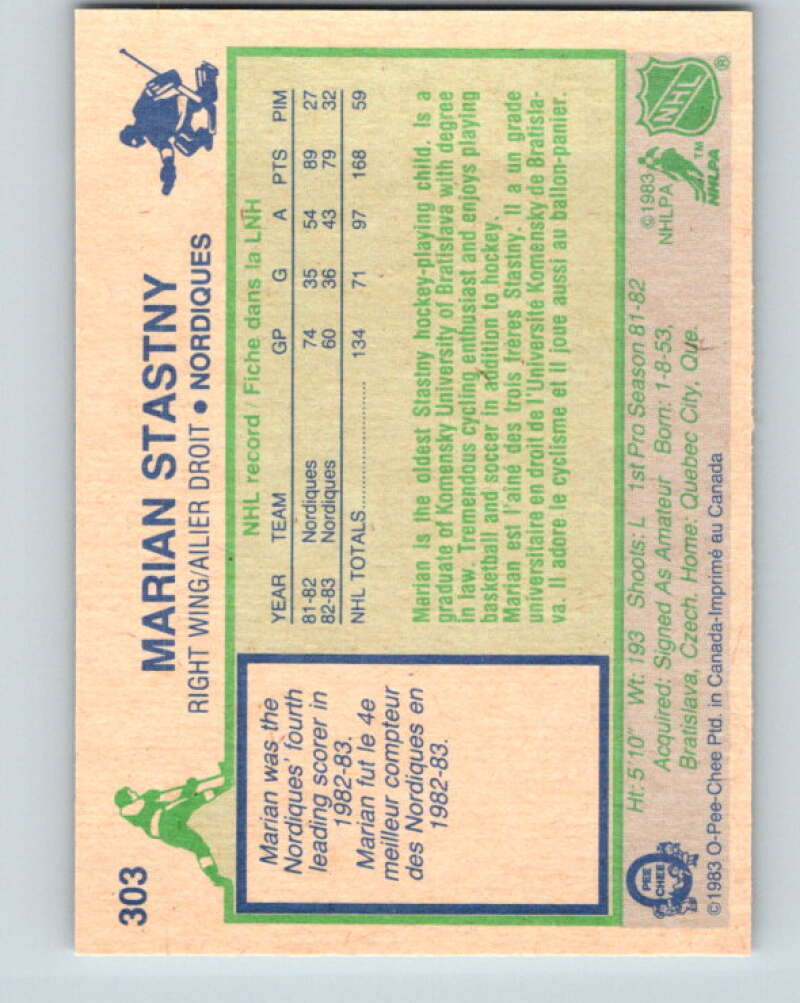 303
MARIAN STASTNY
RIGHT WING/AILIER DROIT • NORDIQUES
Marian was the
Nordiques' fourth
leading scorer in
1982-83.
Marian fut le 4e
meilleur compteur
des Nordiques en
1982-83.
NHL record / Fiche dans la LNH
YEAR TEAM GP G A PTS PIM
81-82 Nordiques 74 35 54 89 27
82-83 Nordiques 60 36 43 79 32
NHL TOTALS 134 71 97 168 59
Marian is the oldest Stastny hockey-playing child. Is a
graduate of Komensky University of Bratislava with degree
in law. Tremendous cycling enthusiast and enjoys playing
basketball and soccer in addition to hockey.
Marian est l'aîné des trois frères Stastny. Il a un grade
universitaire en droit de l'Université Komensky de Bratisla-
va. Il adore le cyclisme et il joue aussi au ballon-panier.
Ht: 5'10" Wt: 193 Shoots: L 1st Pro Season 81-82
Acquired: Signed As Amateur Born: 1-8-53,
Bratislava, Czech. Home: Quebec City, Que.
©1983 O-Pee-Chee Ptd. in Canada-Imprimé au Canada
PEE
CHEE
©1983
NHLPA
NHLPA
TM
NHL
®